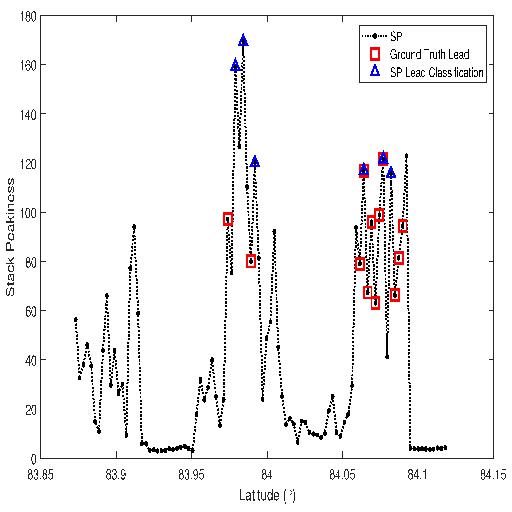 180
160
140
120
100
80
60
40
20
0
Stack Peakiness
SP
Ground Truth Lead
SP Lead Classification
83.85 83.9 83.95 84 84.05 84.1 84.15
Latitude (°)